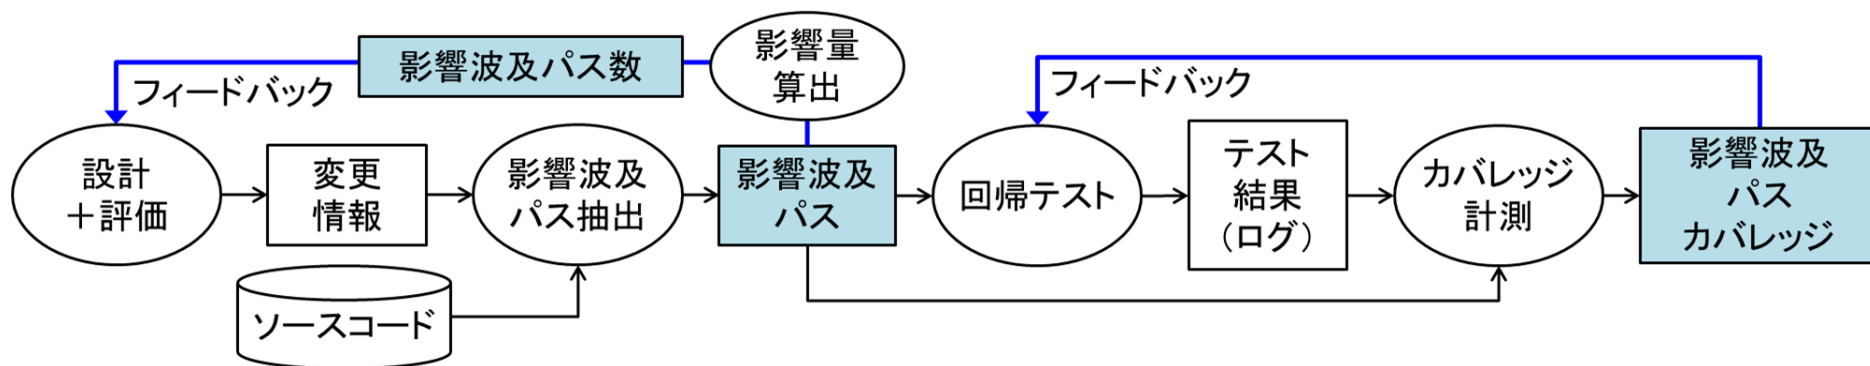 影響波及パス数
影響量
算出
フィードバック
フィードバック
設計
＋評価
変更
情報
影響波及
パス抽出
影響波及
パス
回帰テスト
テスト
結果
（ログ）
カバレッジ
計測
影響波及
パス
カバレッジ
ソースコード